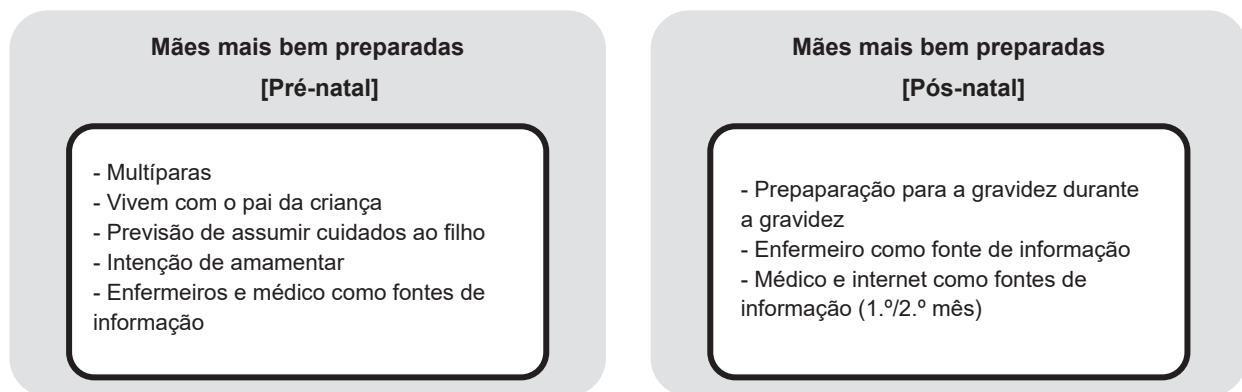 Mães mais bem preparadas
[Pré-natal]
- Multíparas
- Vivem com o pai da criança
- Previsão de assumir cuidados ao filho
- Intenção de amamentar
- Enfermeiros e médico como fontes de
informação
Mães mais bem preparadas
[Pós-natal]
- Prepaparação para a gravidez durante
a gravidez
- Enfermeiro como fonte de informação
- Médico e internet como fontes de
informação (1.º/2.º mês)